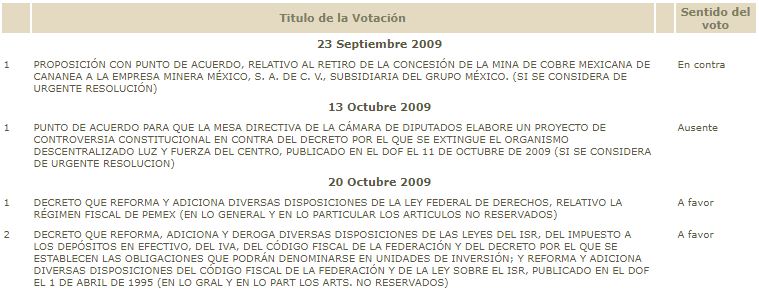 Titulo de la Votación
Sentido del
voto
23 Septiembre 2009
1 PROPOSICIÓN CON PUNTO DE ACUERDO, RELATIVO AL RETIRO DE LA CONCESIÓN DE LA MINA DE COBRE MEXICANA DE En contra
CANANEA A LA EMPRESA MINERA MÉXICO, S. A. DE C. V., SUBSIDIARIA DEL GRUPO MÉXICO. (SI SE CONSIDERA DE
URGENTE RESOLUCIÓN)
13 Octubre 2009
1 PUNTO DE ACUERDO PARA QUE LA MESA DIRECTIVA DE LA CÁMARA DE DIPUTADOS ELABORE UN PROYECTO DE Ausente
CONTROVERSIA CONSTITUCIONAL EN CONTRA DEL DECRETO POR EL QUE SE EXTINGUE EL ORGANISMO
DESCENTRALIZADO LUZ Y FUERZA DEL CENTRO, PUBLICADO EN EL DOF EL 11 DE OCTUBRE DE 2009 (SI SE CONSIDERA
DE URGENTE RESOLUCION)
20 Octubre 2009
1 DECRETO QUE REFORMA Y ADICIONA DIVERSAS DISPOSICIONES DE LA LEY FEDERAL DE DERECHOS, RELATIVO LA A favor
RÉGIMEN FISCAL DE PEMEX (EN LO GENERAL Y EN LO PARTICULAR LOS ARTICULOS NO RESERVADOS)
2 DECRETO QUE REFORMA, ADICIONA Y DEROGA DIVERSAS DISPOSICIONES DE LAS LEYES DEL ISR, DEL IMPUESTO A A favor
LOS DEPÓSITOS EN EFECTIVO, DEL IVA, DEL CÓDIGO FISCAL DE LA FEDERACIÓN Y DEL DECRETO POR EL QUE SE
ESTABLECEN LAS OBLIGACIONES QUE PODRÁN DENOMINARSE EN UNIDADES DE INVERSIÓN; Y REFORMA Y ADICIONA
DIVERSAS DISPOSICIONES DEL CÓDIGO FISCAL DE LA FEDERACIÓN Y DE LA LEY SOBRE EL ISR, PUBLICADO EN EL DOF
EL 1 DE ABRIL DE 1995 (EN LO GRAL Y EN LO PART LOS ARTS. NO RESERVADOS)